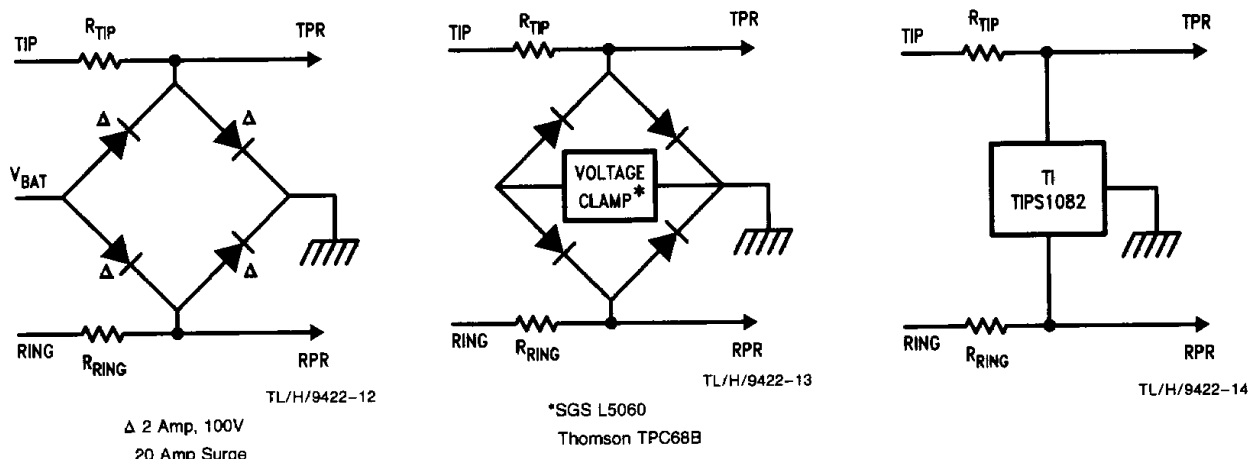 TIP
R_TIP
TPR
Δ
Δ
V_BAT
Δ
Δ
RING
R_RING
RPR
TL/H/9422-12
Δ 2 Amp, 100V
20 Amp Surge
TIP
R_TIP
TPR
VOLTAGE
CLAMP*
RING
R_RING
RPR
TL/H/9422-13
*SGS L5060
Thomson TPC68B
TIP
R_TIP
TPR
TI
TIPS1082
RING
R_RING
RPR
TL/H/9422-14